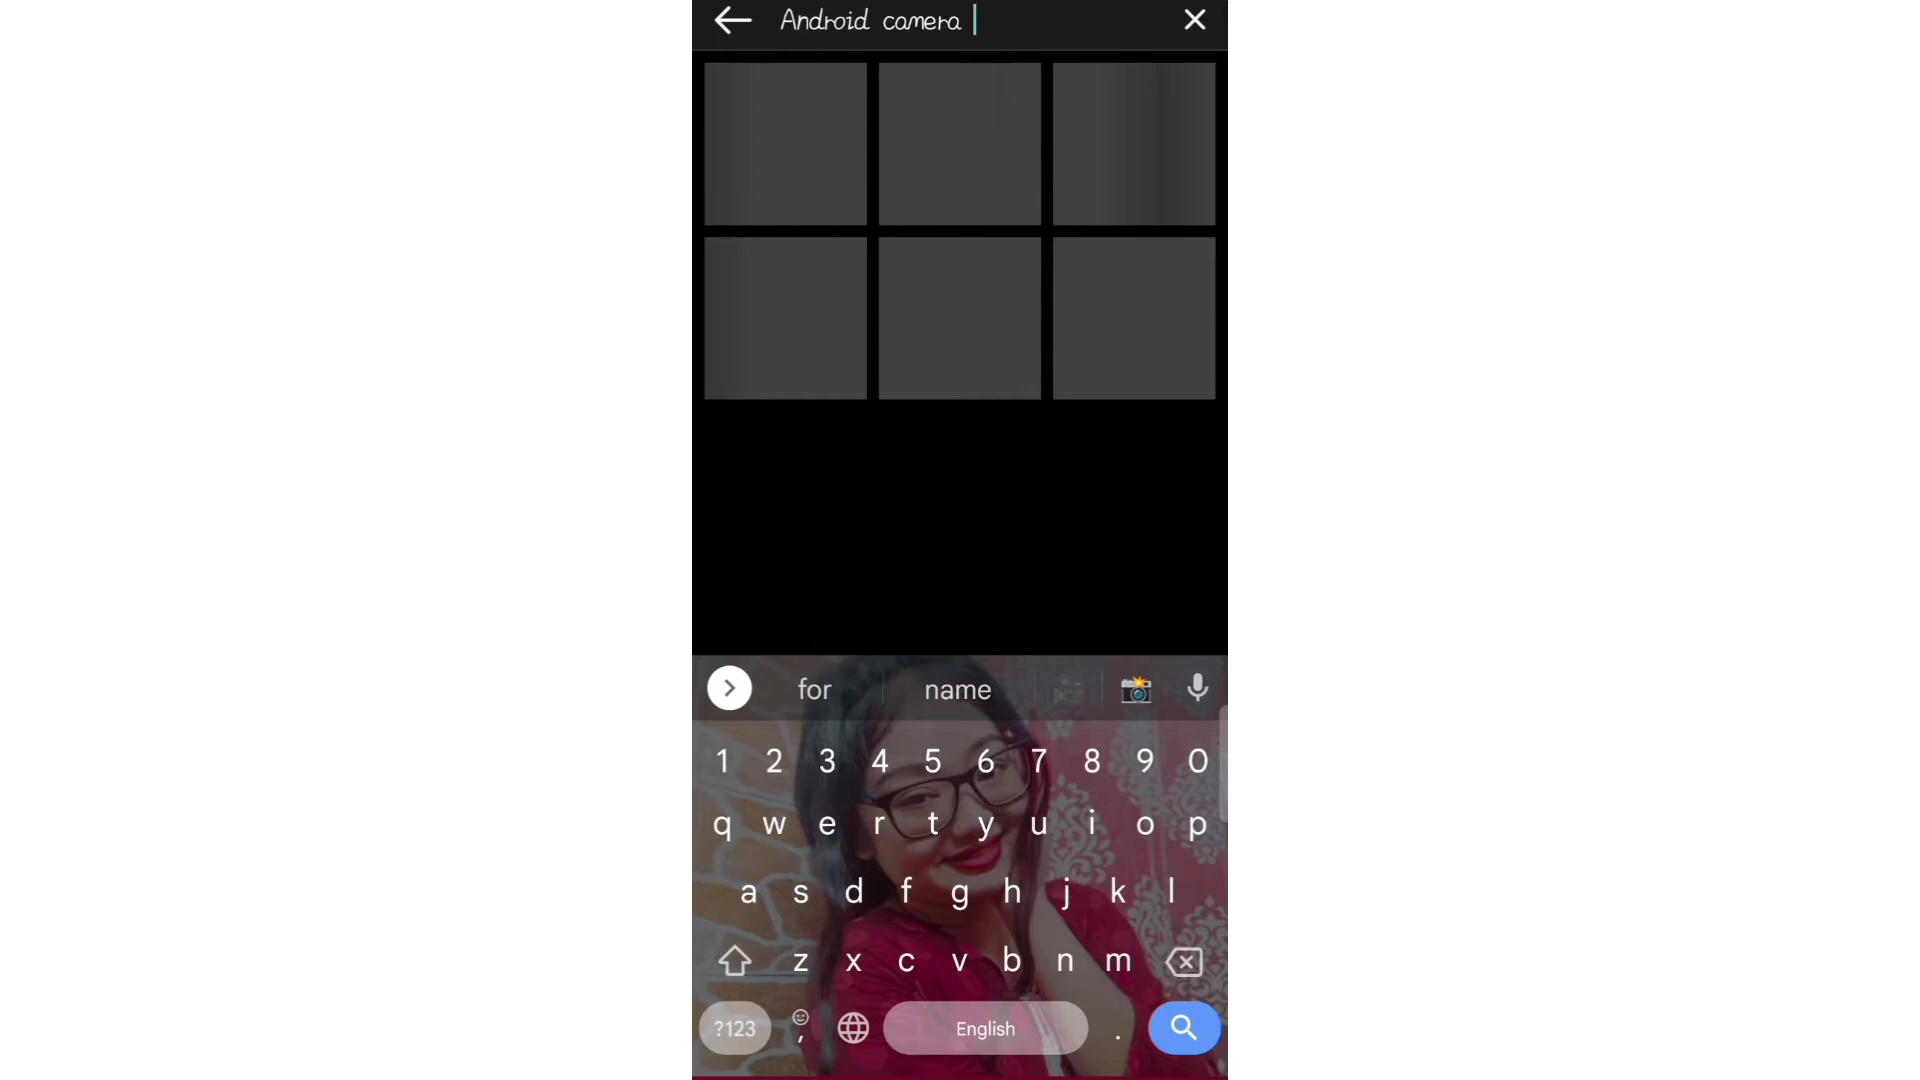 Android camera
for name
1 2 3 4 5 6 7 8 9 0
q w e r t y u i o p
a s d f g h j k l
z x c v b n m
?123 , English .